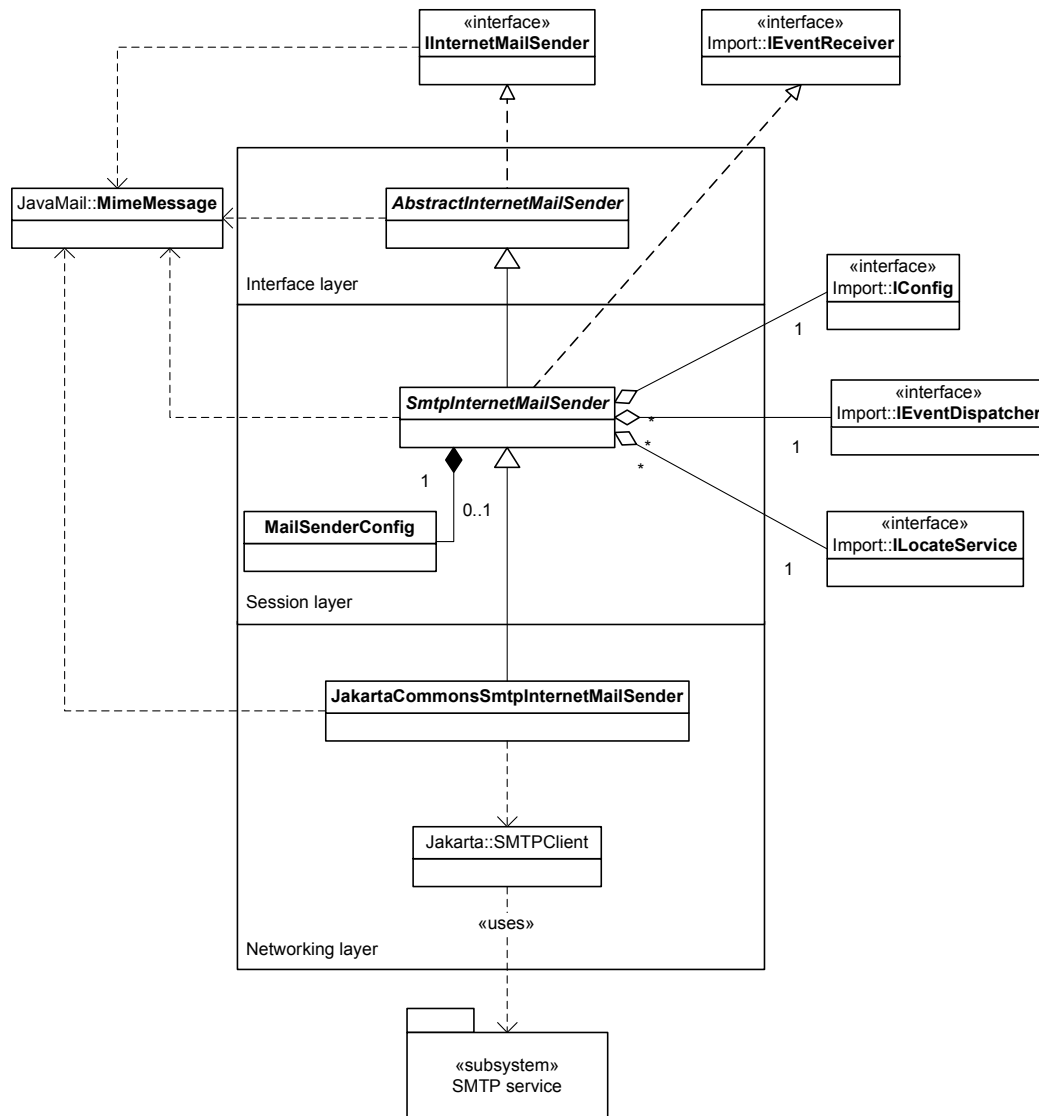 «interface»
IInternetMailSender
«interface»
Import::IEventReceiver
JavaMail::MimeMessage
AbstractInternetMailSender
Interface layer
«interface»
Import::IConfig
1
SmtpInternetMailSender
«interface»
Import::IEventDispatcher
*
1
*
*
1
0..1
MailSenderConfig
«interface»
Import::ILocateService
1
Session layer
JakartaCommonsSmtpInternetMailSender
Jakarta::SMTPClient
«uses»
Networking layer
«subsystem»
SMTP service